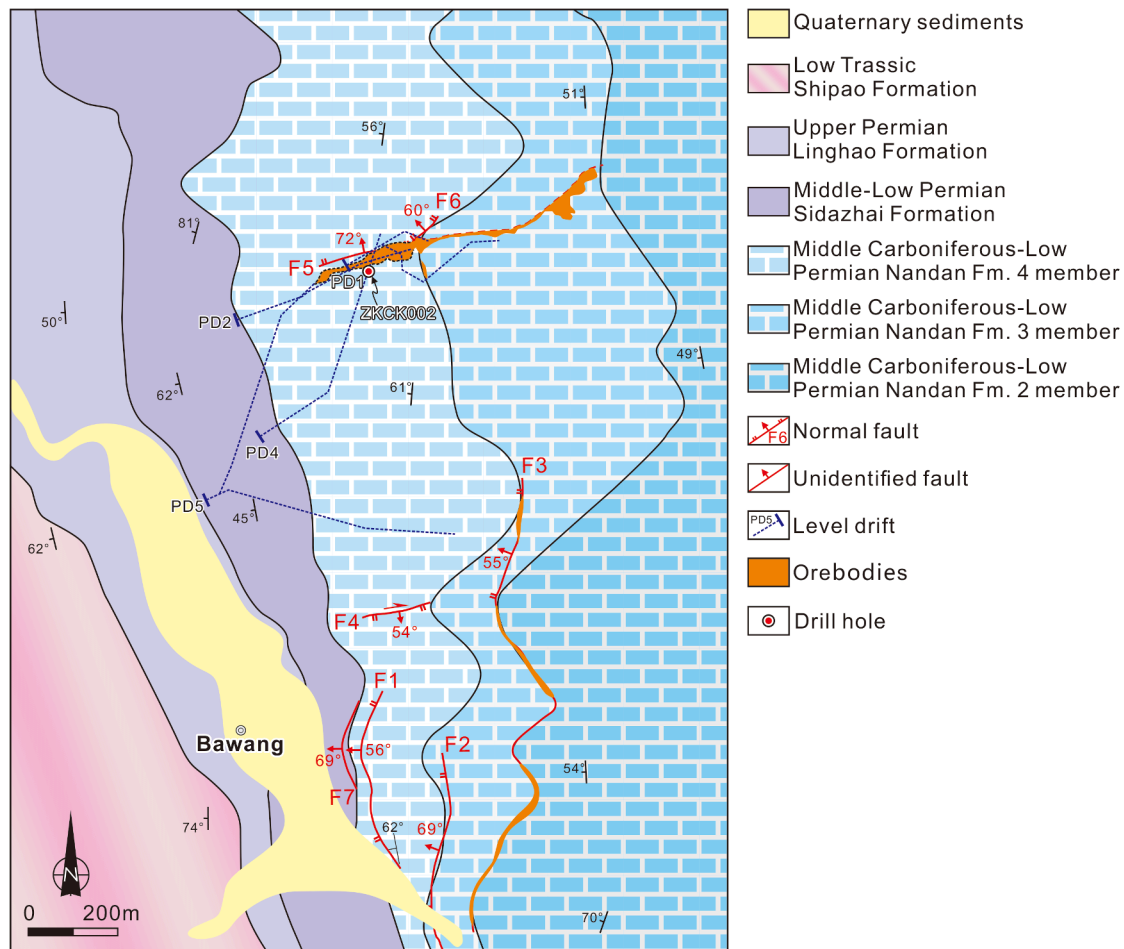 51°
56°
F6
60°
81°
72°
F5
PD1
ZKCK002
50°
PD2
49°
62°
61°
PD4
F3
PD5
45°
62°
55°
F4
54°
F1
Bawang
F2
69°
56°
54°
F7
74°
62°
69°
N
0 200m
70°
Quaternary sediments
Low Trassic
Shipao Formation
Upper Permian
Linghao Formation
Middle-Low Permian
Sidazhai Formation
Middle Carboniferous-Low
Permian Nandan Fm. 4 member
Middle Carboniferous-Low
Permian Nandan Fm. 3 member
Middle Carboniferous-Low
Permian Nandan Fm. 2 member
F6
Normal fault
Unidentified fault
PD5
Level drift
Orebodies
Drill hole